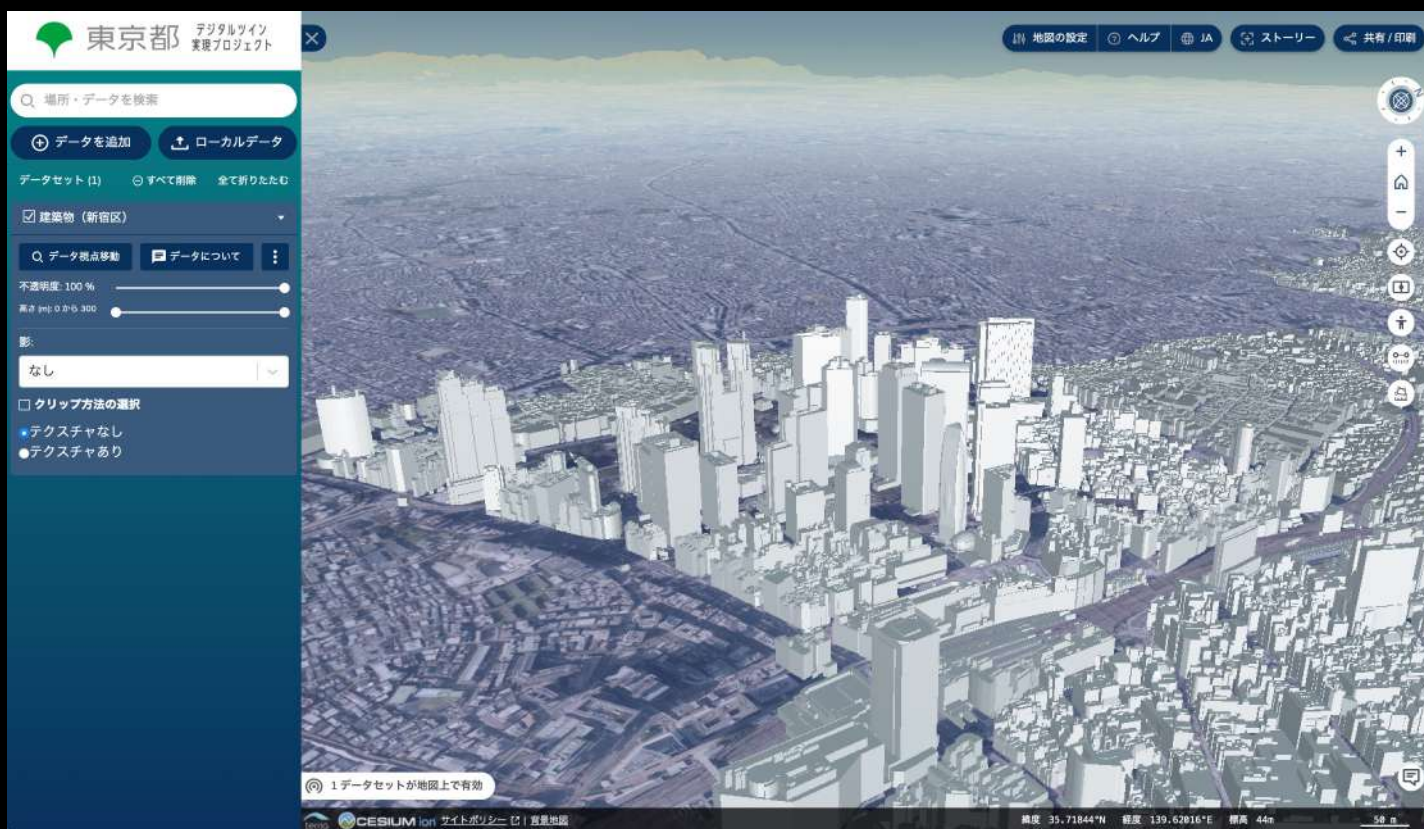 東京都 デジタルツイン
実現プロジェクト
地図の設定
ヘルプ
JA
ストーリー
共有/印刷
場所・データを検索
データを追加
ローカルデータ
データセット (1)
すべて削除
全て折りたたむ
建築物（新宿区）
データ視点移動
データについて
不透明度: 100 %
高さ (m): 0 から 300
影:
なし
クリップ方法の選択
テクスチャなし
テクスチャあり
N
1 データセットが地図上で有効
terria
CESIUM ion サイトポリシー | 背景地図
緯度 35.71844°N 経度 139.62016°E 標高 44m
50 m